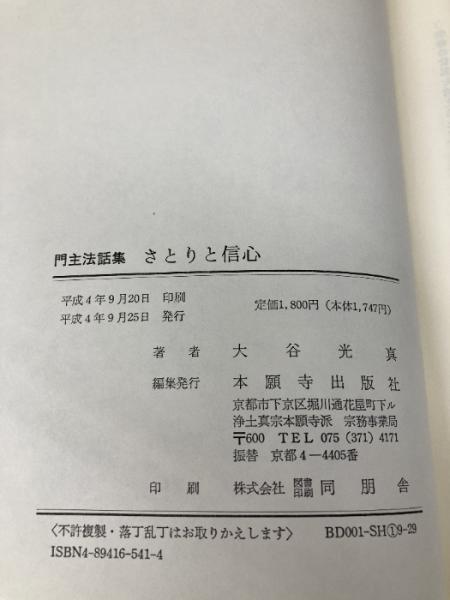 門主法話集 さとりと信心
平成4年9月20日 印刷
平成4年9月25日 発行
定価1,800円（本体1,747円）
著者 大谷光真
編集発行 本願寺出版社
京都市下京区堀川通花屋町下ル
浄土真宗本願寺派 宗務事業局
〒600 TEL 075 (371) 4171
振替 京都4－4405番
印刷 株式会社 図書印刷 同朋舎
〈不許複製・落丁乱丁はお取りかえします〉 BD001-SH①9-29
ISBN4-89416-541-4